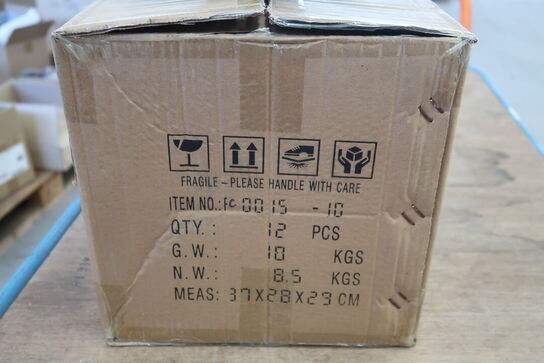 FRAGILE - PLEASE HANDLE WITH CARE
ITEM NO.: FC 0015 - 10
QTY.: 12 PCS
G.W.: 10 KGS
N.W.: 8.5 KGS
MEAS: 37X28X29 CM